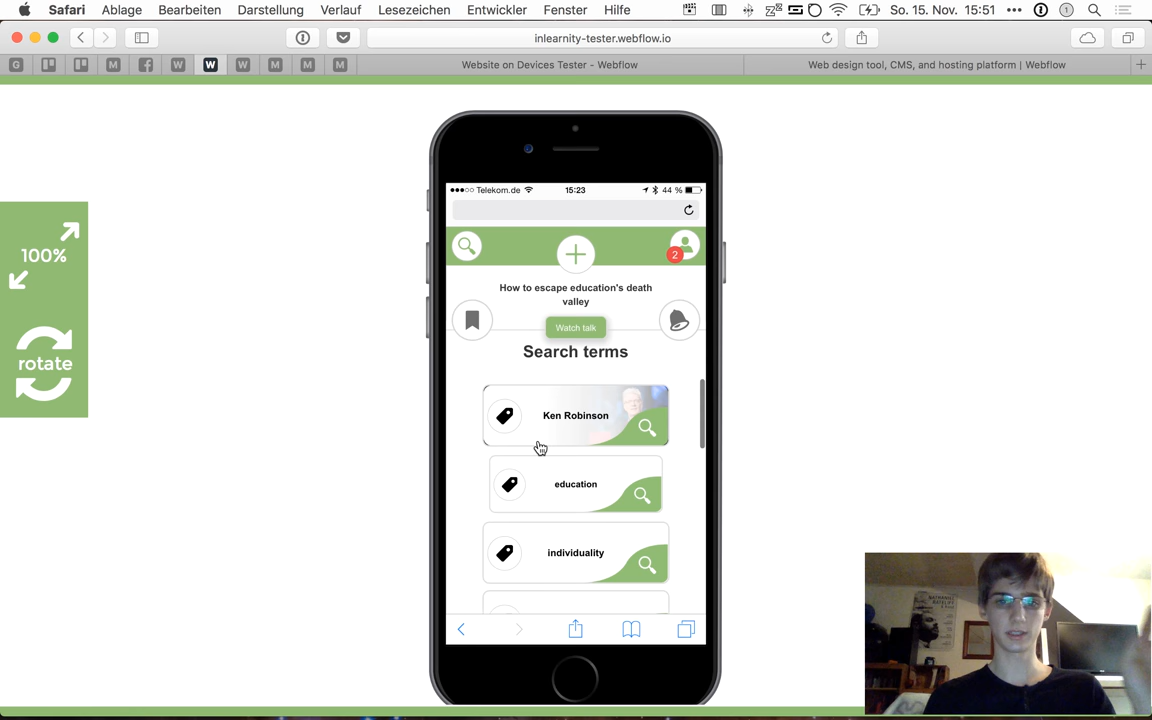 Safari Ablage Bearbeiten Darstellung Verlauf Lesezeichen Entwickler Fenster Hilfe So. 15. Nov. 15:51
inlearnity-tester.webflow.io
Website on Devices Tester - Webflow
Web design tool, CMS, and hosting platform | Webflow
100%
rotate
Telekom.de 15:23 44 %
2
How to escape education's death
valley
Watch talk
Search terms
Ken Robinson
education
individuality